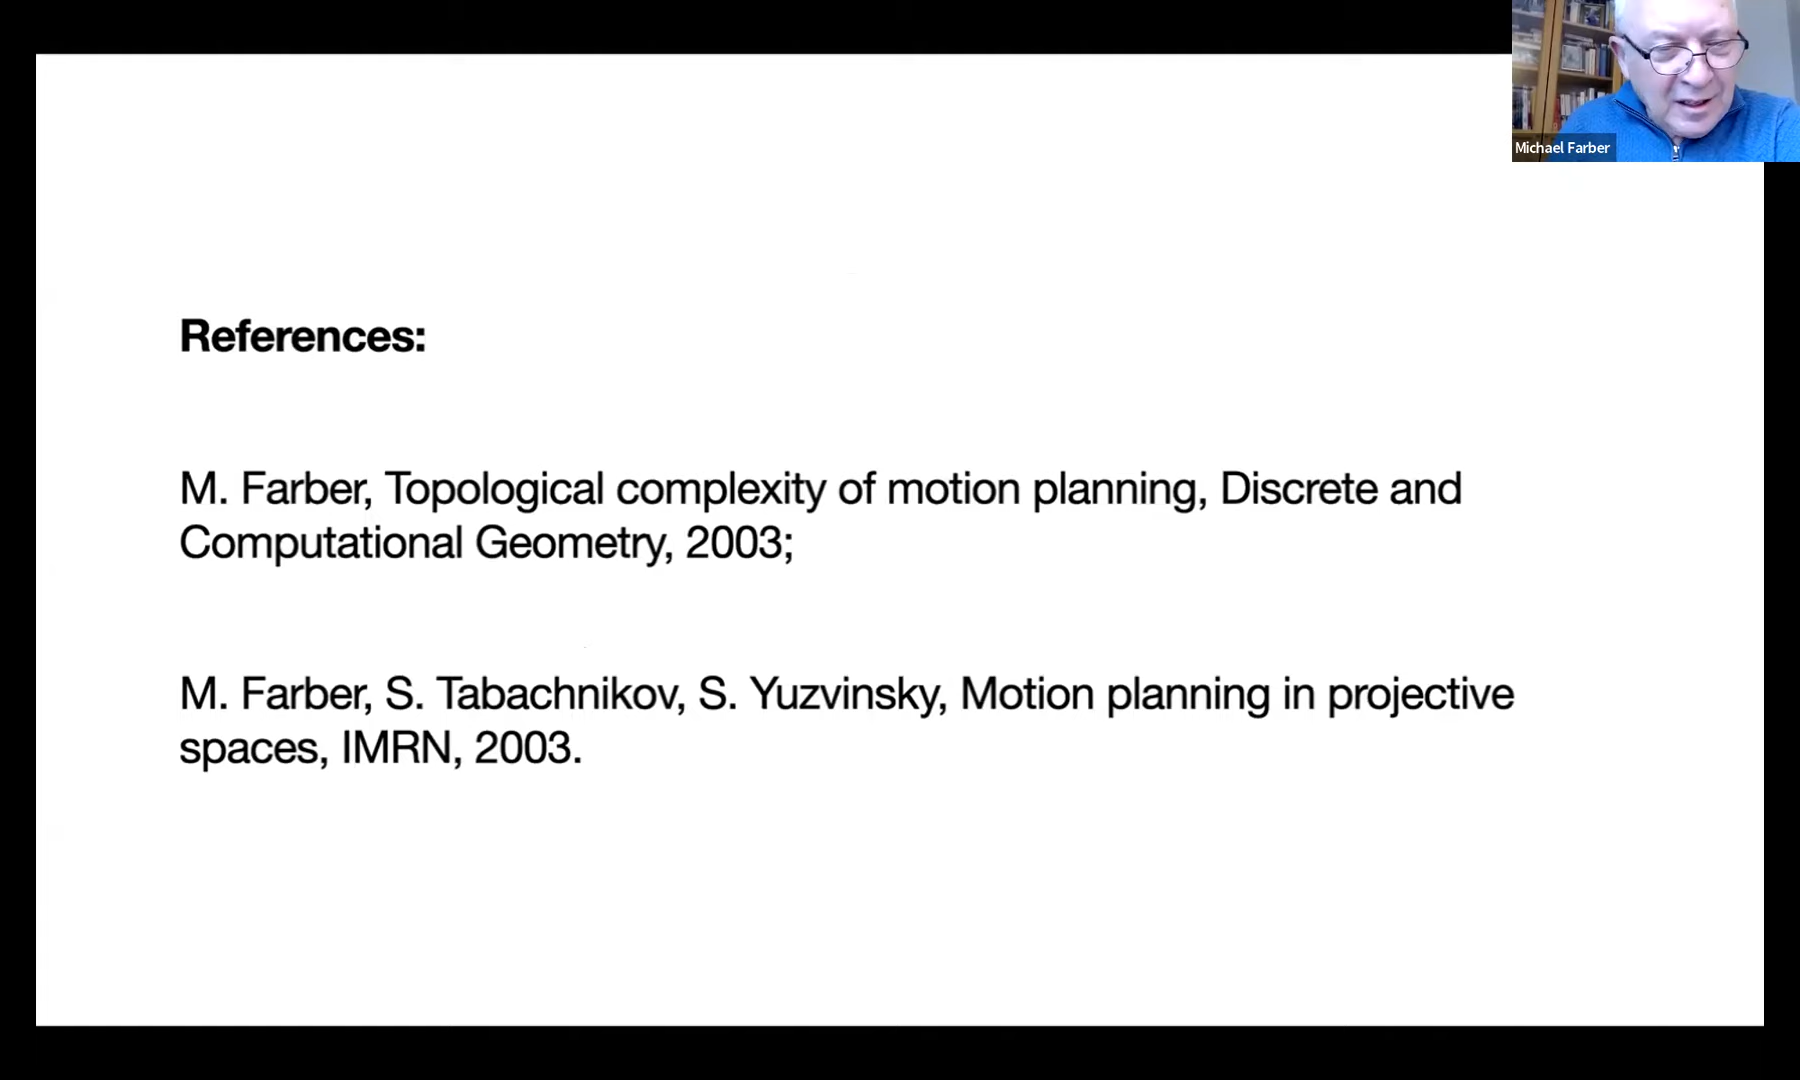 Michael Farber
References:
M. Farber, Topological complexity of motion planning, Discrete and
Computational Geometry, 2003;
M. Farber, S. Tabachnikov, S. Yuzvinsky, Motion planning in projective
spaces, IMRN, 2003.